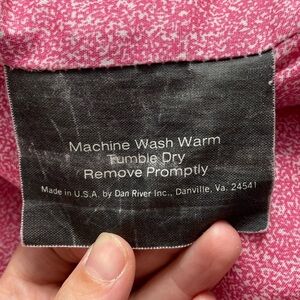 Machine Wash Warm
Tumble Dry
Remove Promptly
Made in U.S.A. by Dan River Inc., Danville, Va. 24541